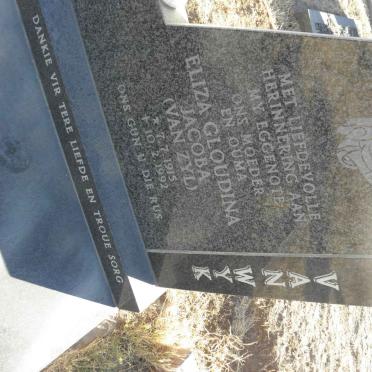 VAN WYK
MET LIEFDEVOLLE
HERINNERING AAN
MY EGGENOTE
ONS MOEDER
EN OUMA
ELIZA CLOUDINA
JACOBA
(VAN ZYL)
ONS GUN U DIE RUS
DANKIE VIR TERE LIEFDE EN TROUE SORG